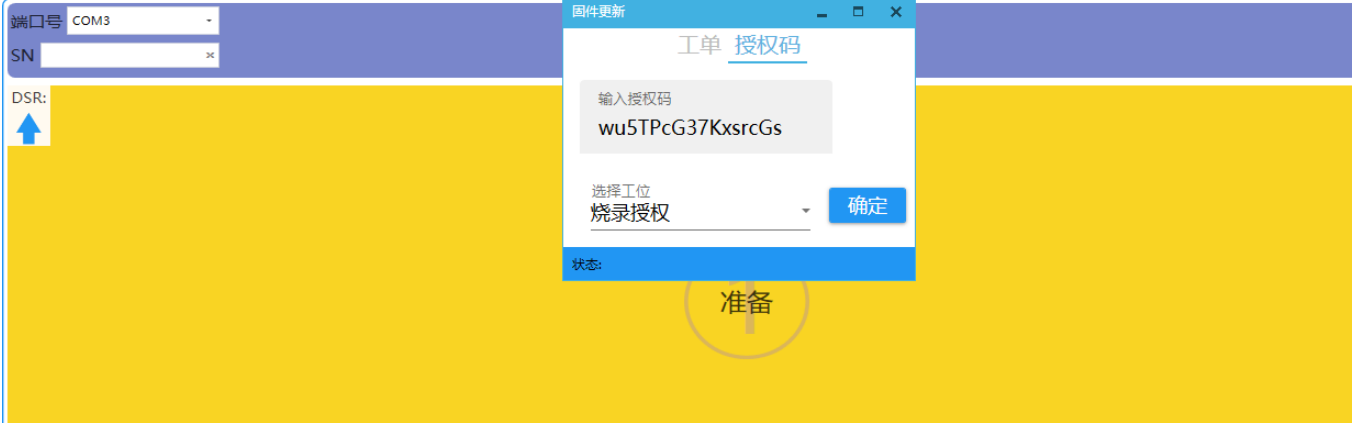 端口号 COM3
SN
DSR:
固件更新
工单 授权码
输入授权码
wu5TPcG37KxsrcGs
选择工位
烧录授权
确定
状态:
1
准备